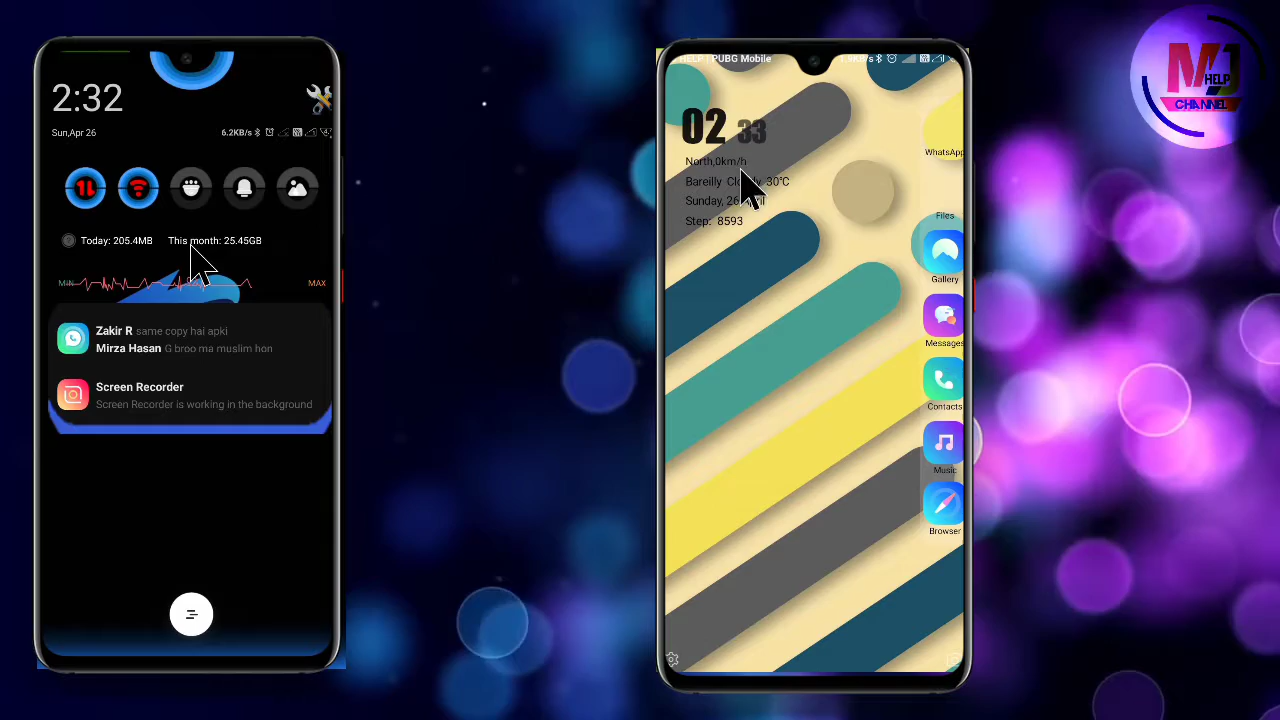 2:32
Sun,Apr 26
6.2KB/s
Today: 205.4MB This month: 25.45GB
MIN
MAX
Zakir R same copy hai apki
Mirza Hasan G broo ma muslim hon
Screen Recorder
Screen Recorder is working in the background
HELP | PUBG Mobile
02 33
North,0km/h
Bareilly 30℃
Sunday,
Step: 8593
WhatsApp
Files
Gallery
Messages
Contacts
Music
Browser
MJ
HELP
CHANNEL